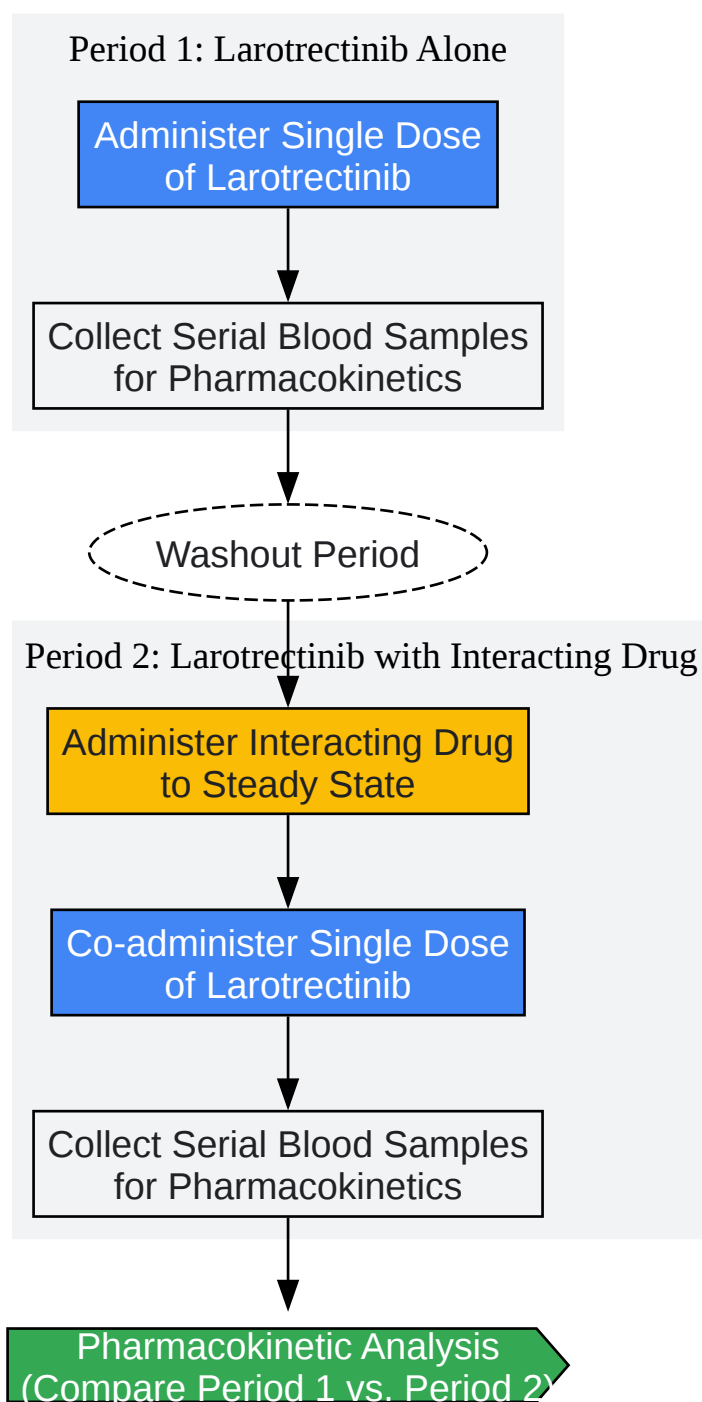 Period 1: Larotrectinib Alone
Administer Single Dose
of Larotrectinib
Collect Serial Blood Samples
for Pharmacokinetics
Washout Period
Period 2: Larotrectinib with Interacting Drug
Administer Interacting Drug
to Steady State
Co-administer Single Dose
of Larotrectinib
Collect Serial Blood Samples
for Pharmacokinetics
Pharmacokinetic Analysis
(Compare Period 1 vs. Period 2)